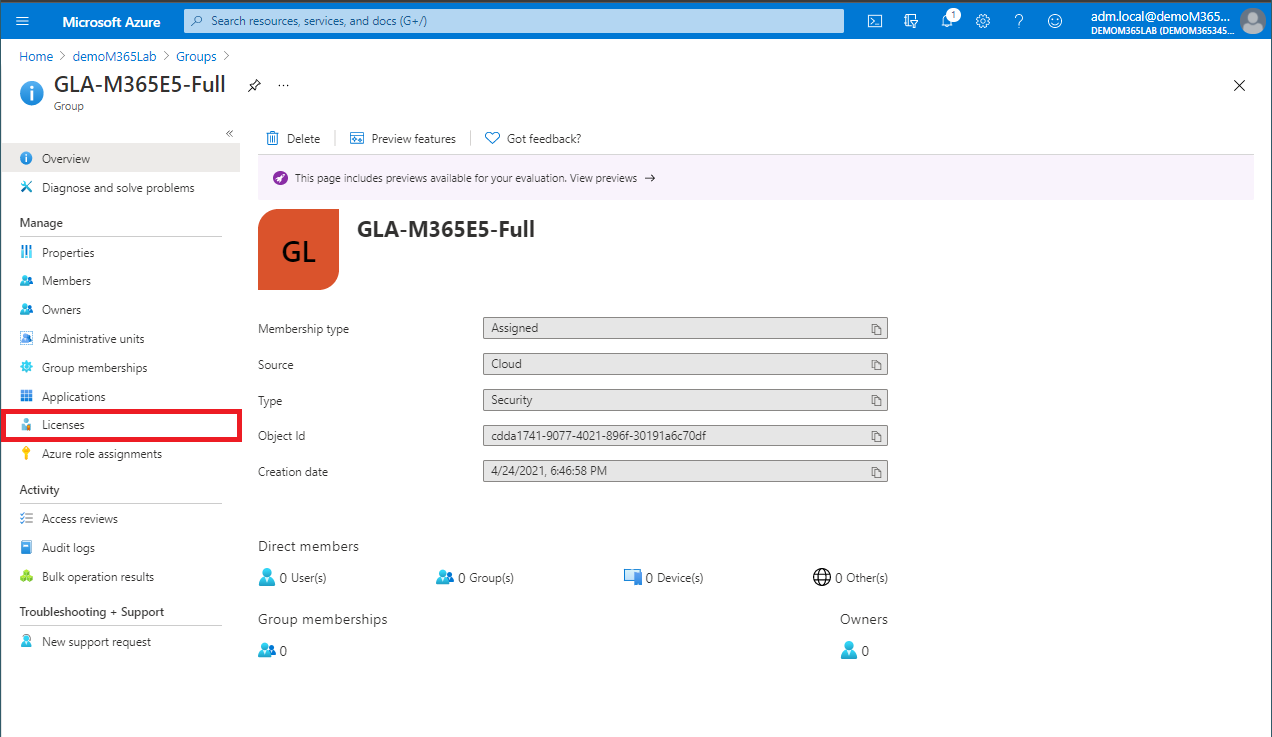 Microsoft Azure
Search resources, services, and docs (G+/)
1
adm.local@demoM365...
DEMOM365LAB (DEMOM365345...
Home > demoM365Lab > Groups >
GLA-M365E5-Full
...
Group
«
Delete
Preview features
Got feedback?
Overview
Diagnose and solve problems
Manage
Properties
Members
Owners
Administrative units
Group memberships
Applications
Licenses
Azure role assignments
Activity
Access reviews
Audit logs
Bulk operation results
Troubleshooting + Support
New support request
This page includes previews available for your evaluation. View previews →
GL
GLA-M365E5-Full
Membership type
Assigned
Source
Cloud
Type
Security
Object Id
cdda1741-9077-4021-896f-30191a6c70df
Creation date
4/24/2021, 6:46:58 PM
Direct members
0 User(s)
0 Group(s)
0 Device(s)
0 Other(s)
Group memberships
0
Owners
0